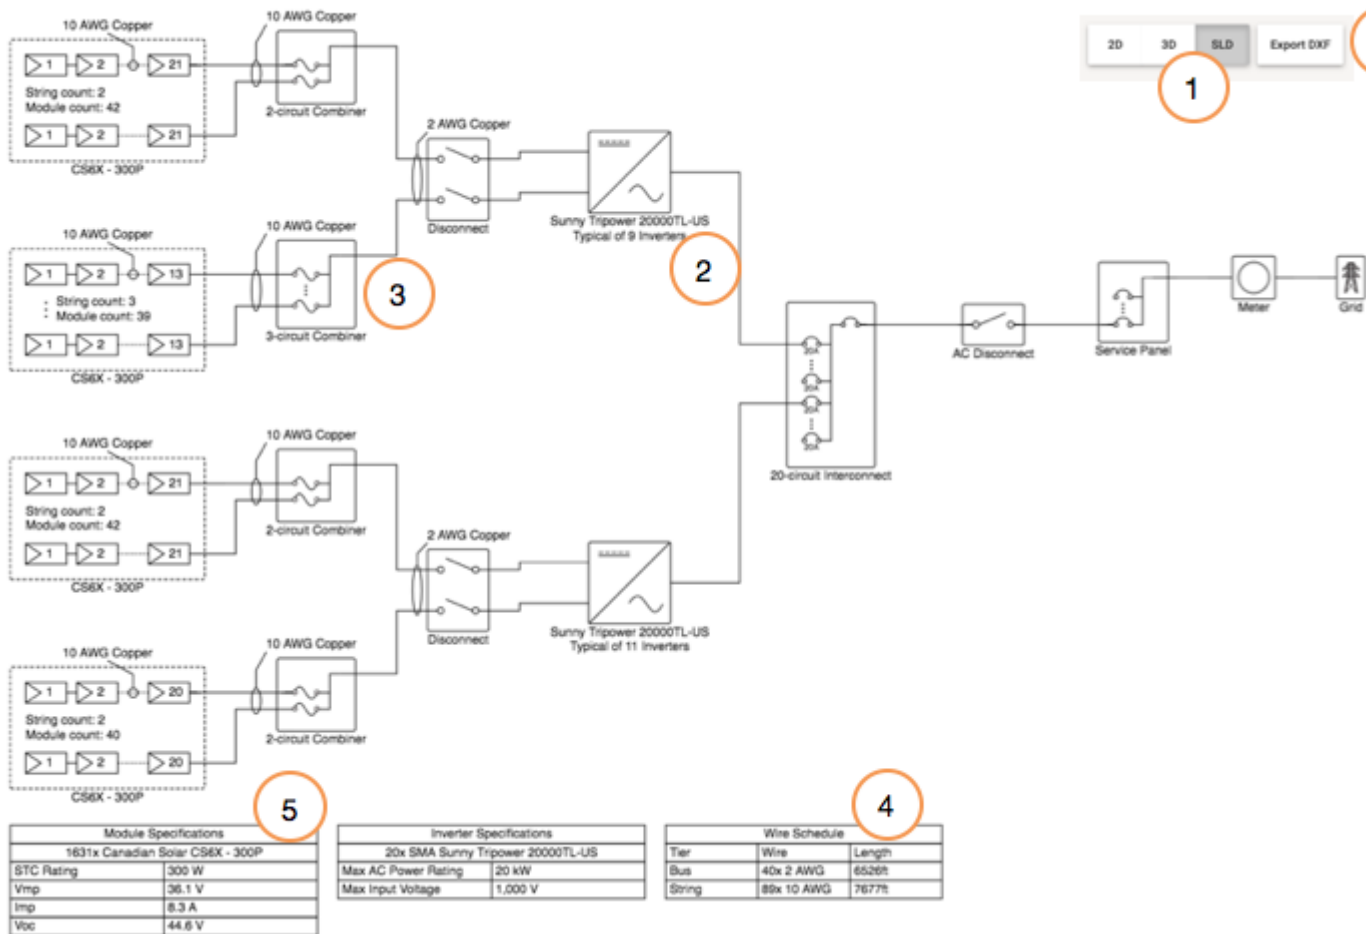 2D 3D SLD Export DXF
1
10 AWG Copper
10 AWG Copper
1 2 21
String count: 2
Module count: 42
1 2 21
CS6X - 300P
2-circuit Combiner
2 AWG Copper
Disconnect
Sunny Tripower 20000TL-US
Typical of 9 Inverters
2
10 AWG Copper
10 AWG Copper
1 2 13
String count: 3
Module count: 39
1 2 13
CS6X - 300P
3-circuit Combiner
3
20A
20A
20A
20A
20-circuit Interconnect
AC Disconnect
Service Panel
Meter
Grid
10 AWG Copper
10 AWG Copper
1 2 21
String count: 2
Module count: 42
1 2 21
CS6X - 300P
2-circuit Combiner
2 AWG Copper
Disconnect
Sunny Tripower 20000TL-US
Typical of 11 Inverters
10 AWG Copper
10 AWG Copper
1 2 20
String count: 2
Module count: 40
1 2 20
CS6X - 300P
2-circuit Combiner
5
Module Specifications
1631x Canadian Solar CS6X - 300P
STC Rating 300 W
Vmp 36.1 V
Imp 8.3 A
Voc 44.6 V
Inverter Specifications
20x SMA Sunny Tripower 20000TL-US
Max AC Power Rating 20 kW
Max Input Voltage 1,000 V
4
Wire Schedule
Tier Wire Length
Bus 40x 2 AWG 6526ft
String 89x 10 AWG 7677ft